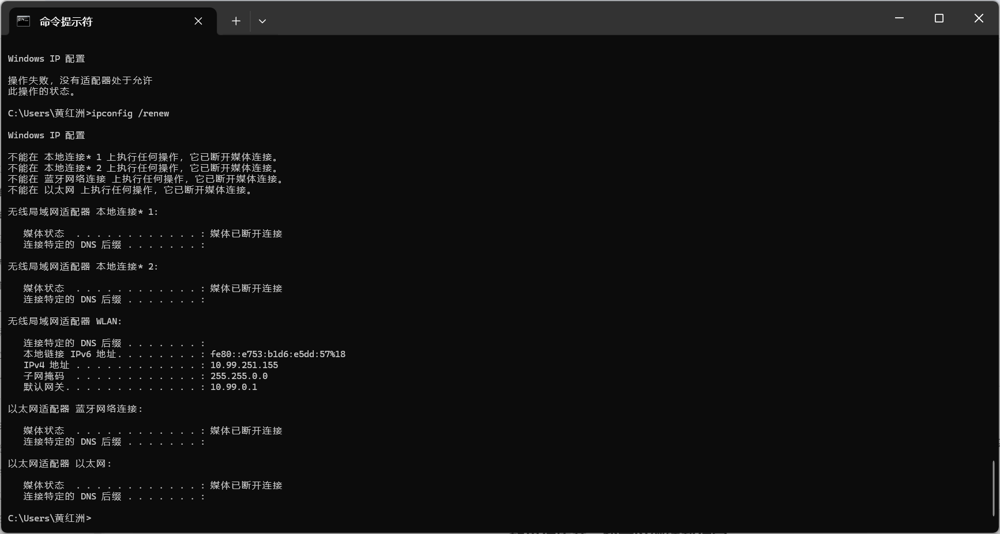 命令提示符
Windows IP 配置
操作失败，没有适配器处于允许
此操作的状态。
C:\Users\黄红洲>ipconfig /renew
Windows IP 配置
不能在 本地连接* 1 上执行任何操作，它已断开媒体连接。
不能在 本地连接* 2 上执行任何操作，它已断开媒体连接。
不能在 蓝牙网络连接 上执行任何操作，它已断开媒体连接。
不能在 以太网 上执行任何操作，它已断开媒体连接。
无线局域网适配器 本地连接* 1:
媒体状态  . . . . . . . . . . . . : 媒体已断开连接
连接特定的 DNS 后缀 . . . . . . . :
无线局域网适配器 本地连接* 2:
媒体状态  . . . . . . . . . . . . : 媒体已断开连接
连接特定的 DNS 后缀 . . . . . . . :
无线局域网适配器 WLAN:
连接特定的 DNS 后缀 . . . . . . . :
本地链接 IPv6 地址. . . . . . . . : fe80::e753:b1d6:e5dd:57%18
IPv4 地址 . . . . . . . . . . . . : 10.99.251.155
子网掩码  . . . . . . . . . . . . : 255.255.0.0
默认网关. . . . . . . . . . . . . : 10.99.0.1
以太网适配器 蓝牙网络连接:
媒体状态  . . . . . . . . . . . . : 媒体已断开连接
连接特定的 DNS 后缀 . . . . . . . :
以太网适配器 以太网:
媒体状态  . . . . . . . . . . . . : 媒体已断开连接
连接特定的 DNS 后缀 . . . . . . . :
C:\Users\黄红洲>